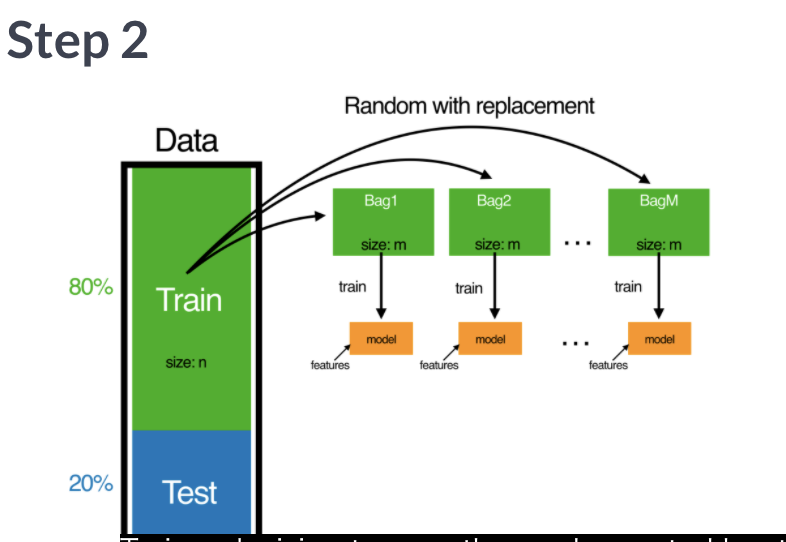 Step 2
Random with replacement
Data
Bag1
Bag2
BagM
size: m
size: m
...
size: m
80%
Train
train
train
train
size: n
model
model
...
model
features
features
features
20%
Test